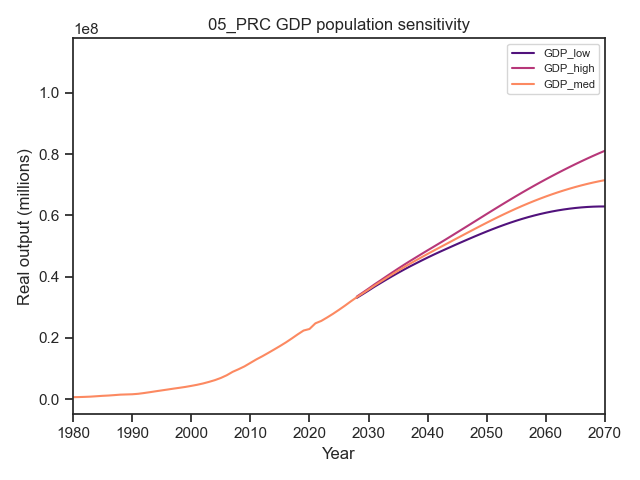 05_PRC GDP population sensitivity
1e8
GDP_low
GDP_high
GDP_med
1.0
0.8
0.6
0.4
0.2
0.0
Real output (millions)
1980 1990 2000 2010 2020 2030 2040 2050 2060 2070
Year